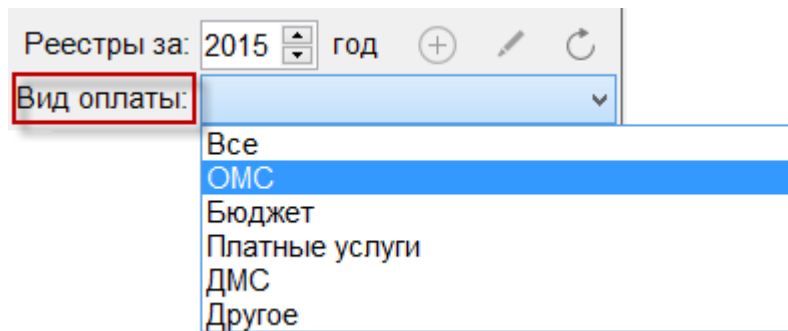 Реестры за: 2015 год
Вид оплаты:
Все
ОМС
Бюджет
Платные услуги
ДМС
Другое